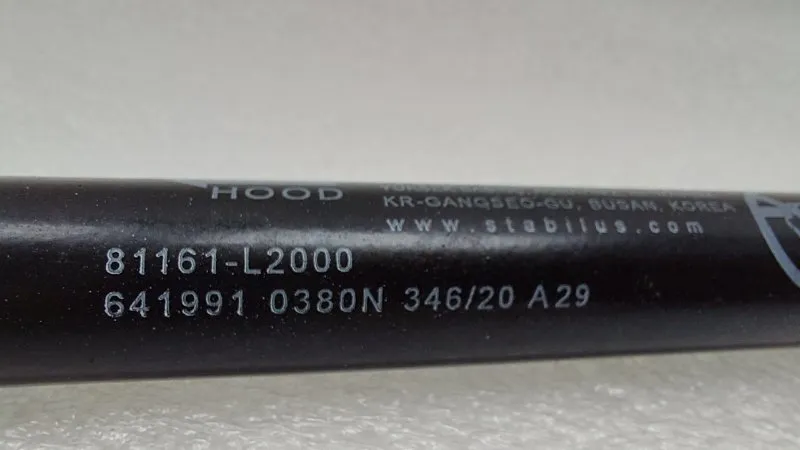 HOOD
KR-GANGSEO-GU, BUSAN, KOREA
www.stabilus.com
81161-L2000
641991 0380N 346/20 A29